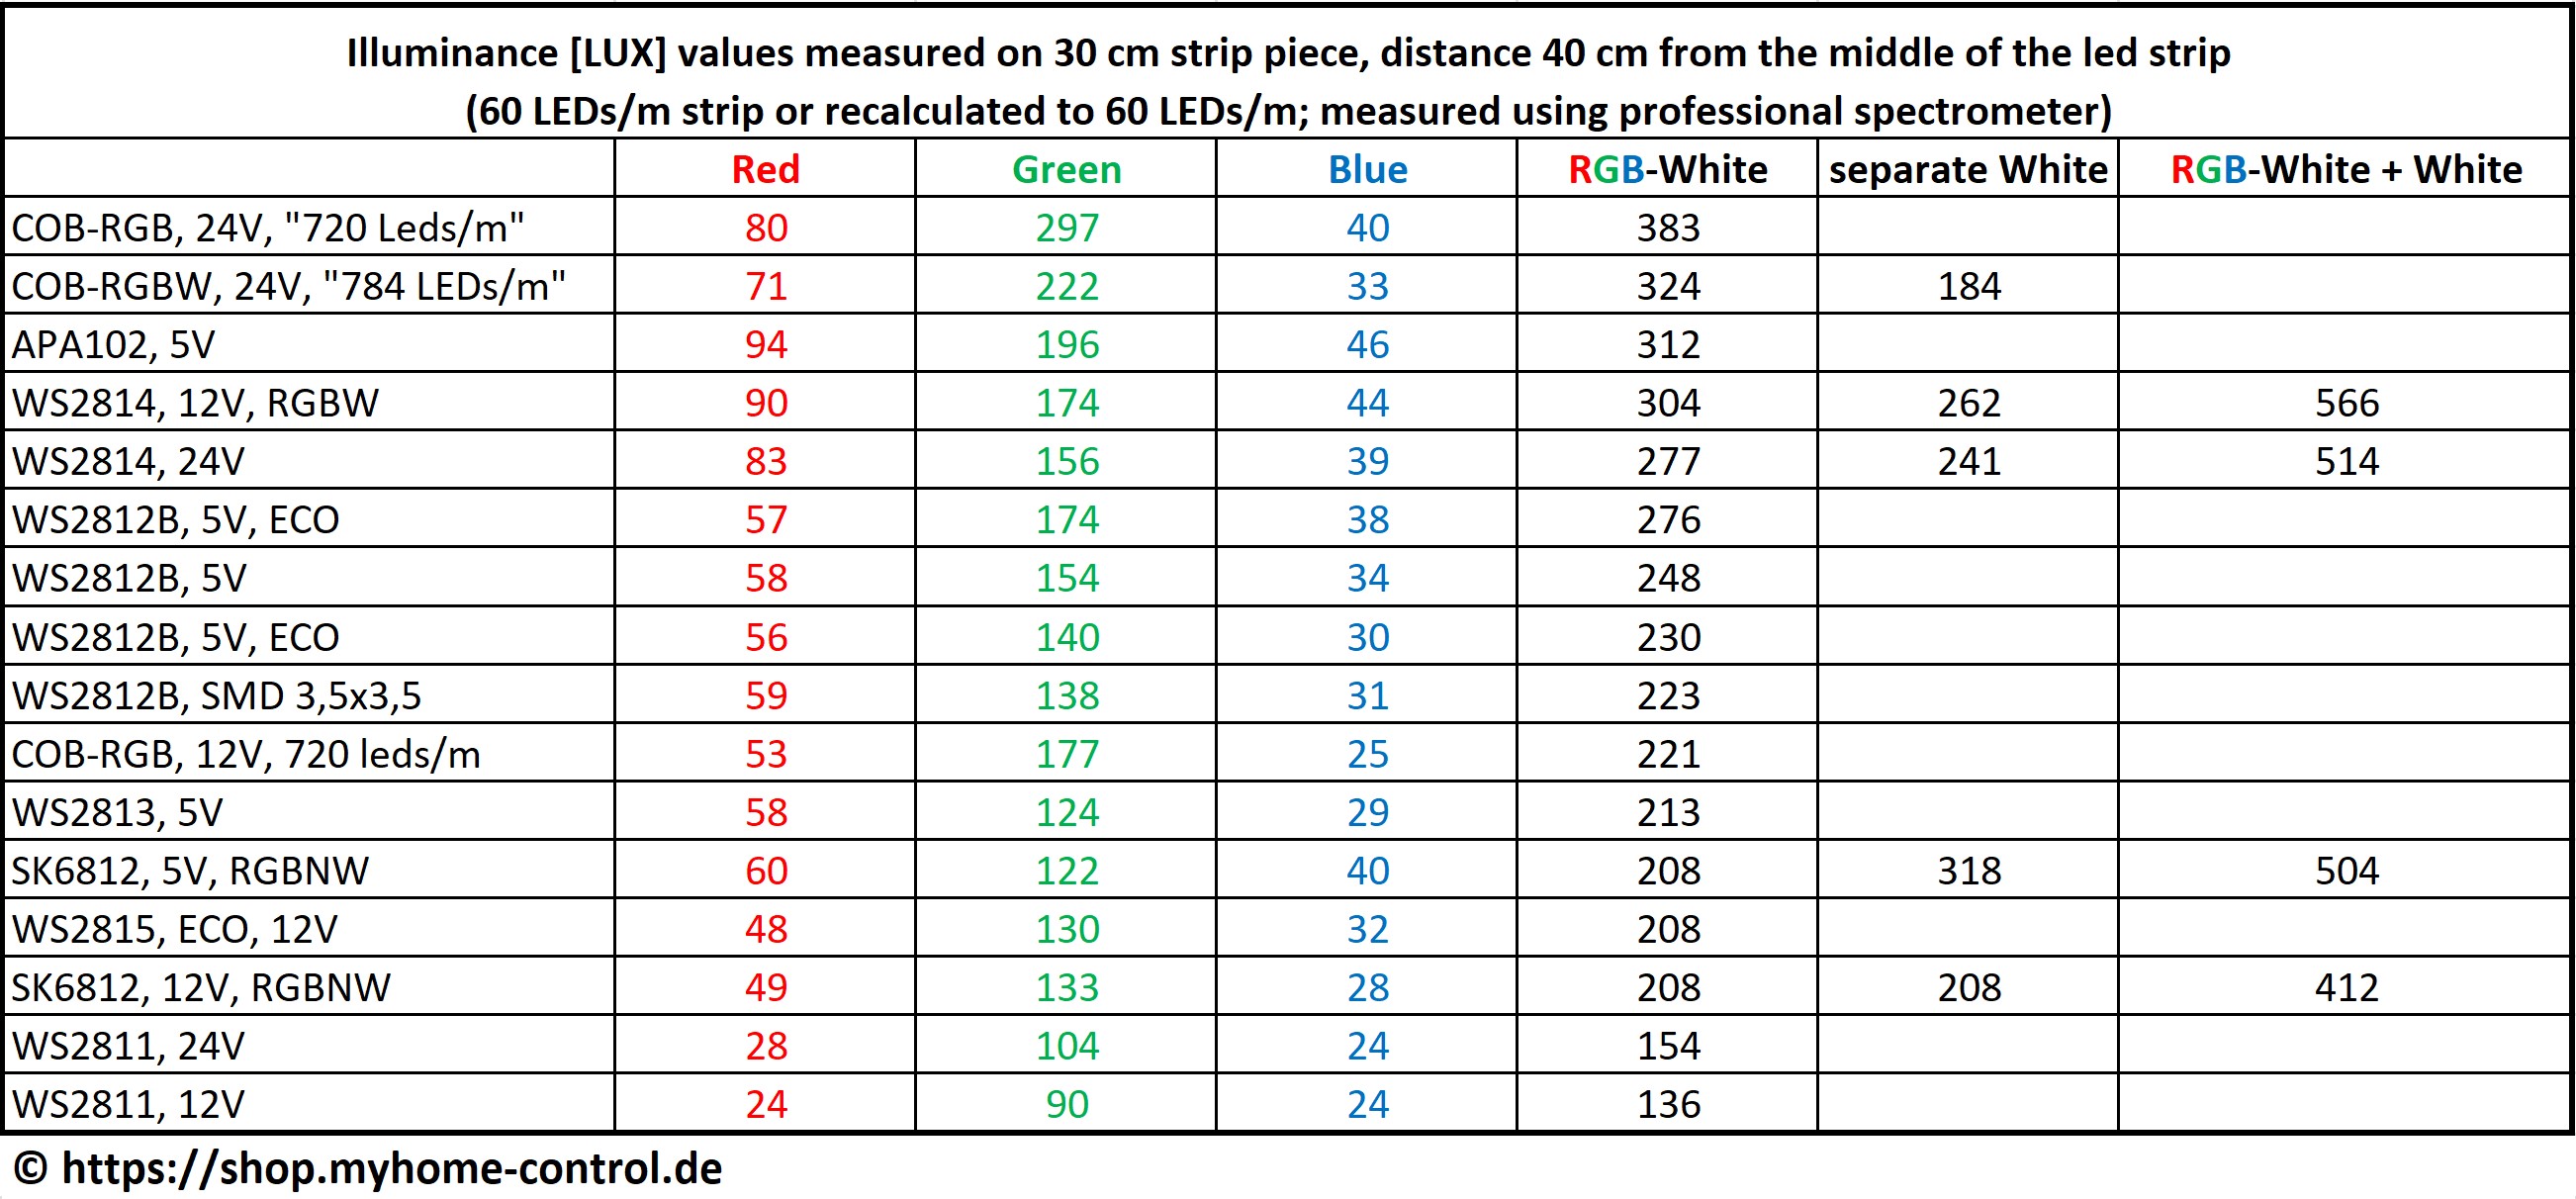 Illuminance [LUX] values measured on 30 cm strip piece, distance 40 cm from the middle of the led strip
(60 LEDs/m strip or recalculated to 60 LEDs/m; measured using professional spectrometer)
Red Green Blue RGB-White separate White RGB-White + White
COB-RGB, 24V, "720 Leds/m" 80 297 40 383
COB-RGBW, 24V, "784 LEDs/m" 71 222 33 324 184
APA102, 5V 94 196 46 312
WS2814, 12V, RGBW 90 174 44 304 262 566
WS2814, 24V 83 156 39 277 241 514
WS2812B, 5V, ECO 57 174 38 276
WS2812B, 5V 58 154 34 248
WS2812B, 5V, ECO 56 140 30 230
WS2812B, SMD 3,5x3,5 59 138 31 223
COB-RGB, 12V, 720 leds/m 53 177 25 221
WS2813, 5V 58 124 29 213
SK6812, 5V, RGBNW 60 122 40 208 318 504
WS2815, ECO, 12V 48 130 32 208
SK6812, 12V, RGBNW 49 133 28 208 208 412
WS2811, 24V 28 104 24 154
WS2811, 12V 24 90 24 136
© https://shop.myhome-control.de